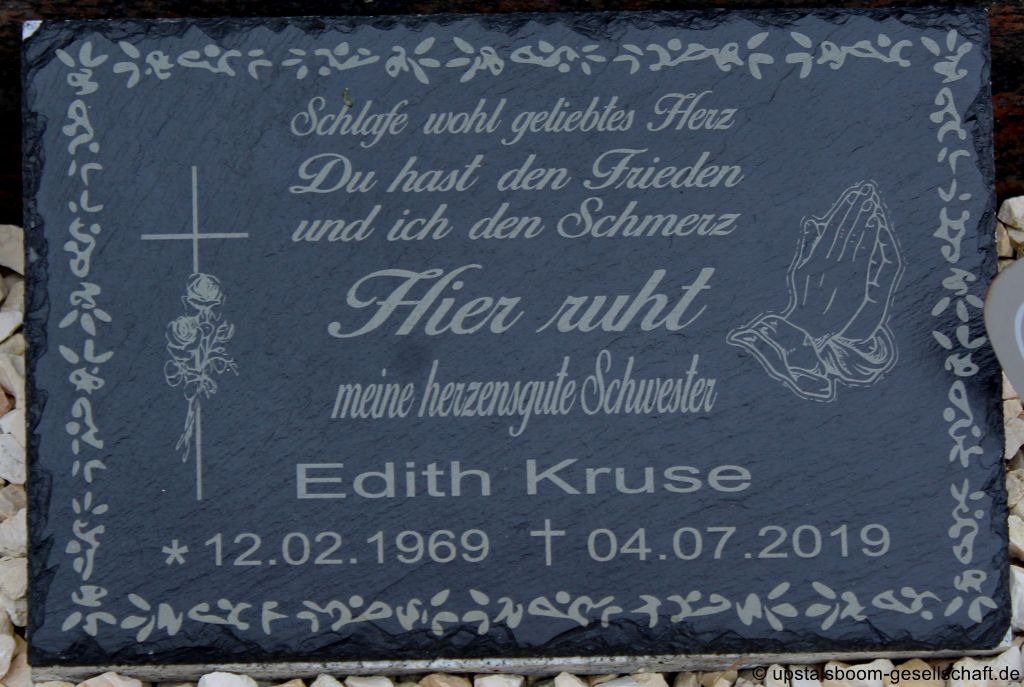 Schlafe wohl geliebtes Herz
Du hast den Frieden
und ich den Schmerz
Hier ruht
meine herzensgute Schwester
Edith Kruse
* 12.02.1969 † 04.07.2019
© upstalsboom-gesellschaft.de